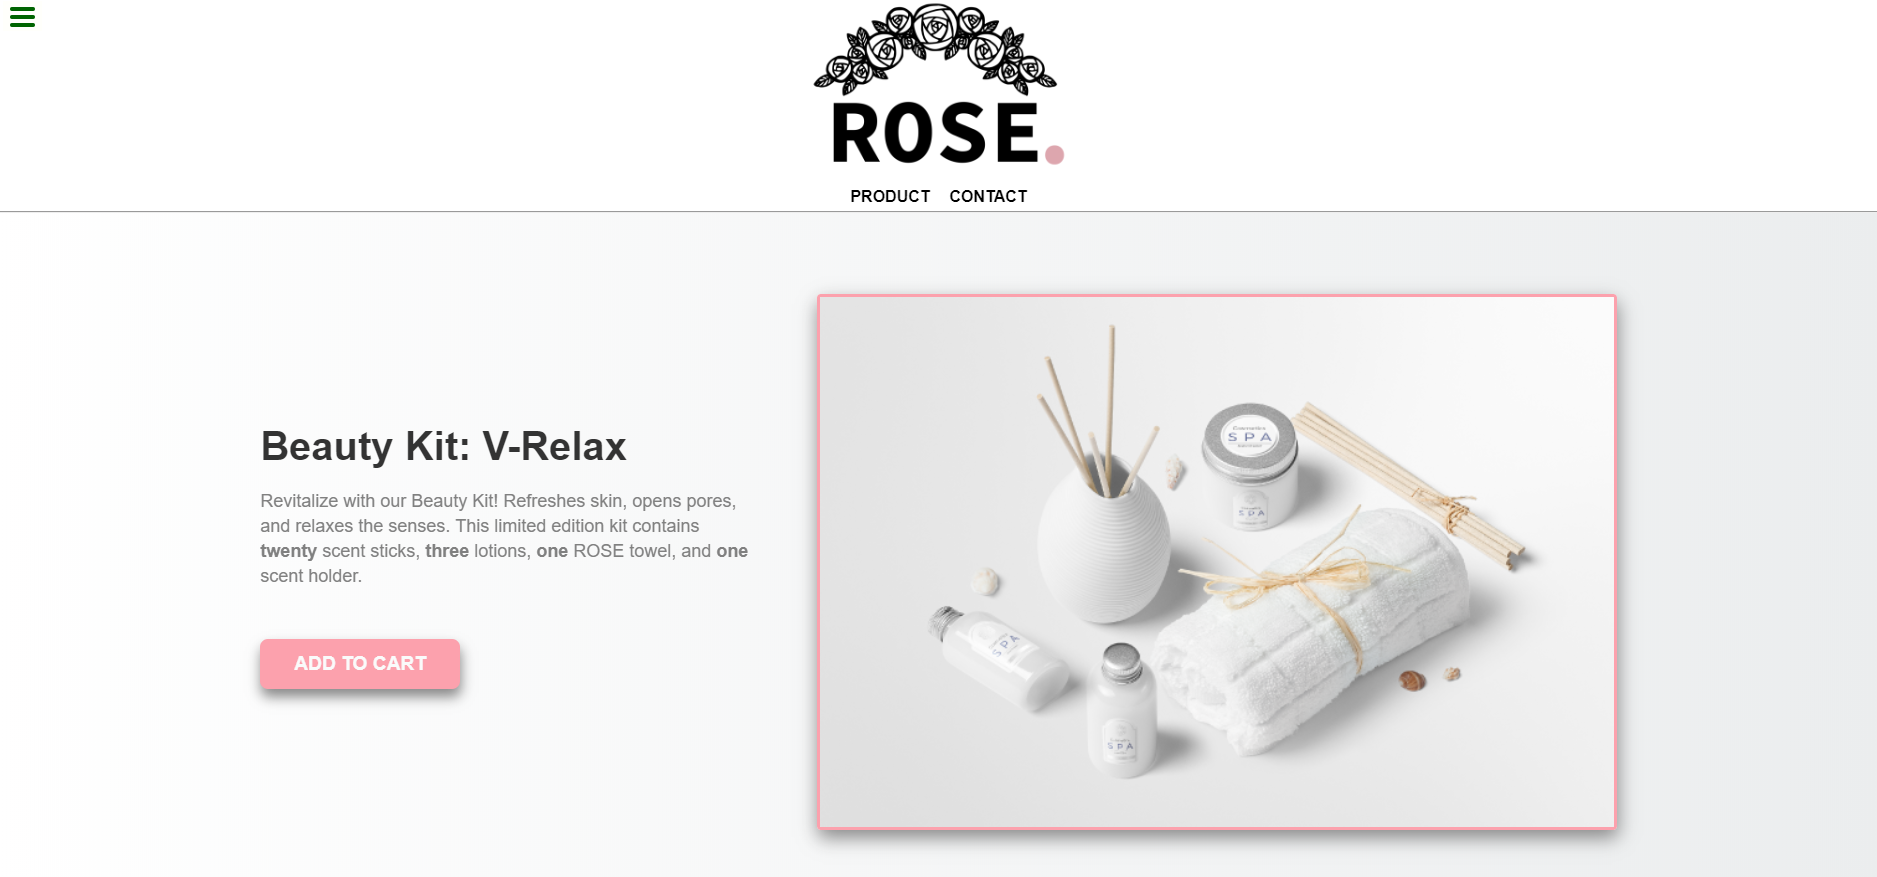 ROSE.
PRODUCT CONTACT
Beauty Kit: V-Relax
Revitalize with our Beauty Kit! Refreshes skin, opens pores,
and relaxes the senses. This limited edition kit contains
twenty scent sticks, three lotions, one ROSE towel, and one
scent holder.
ADD TO CART
Cosmetics
SPA
SPA
SPA
SPA